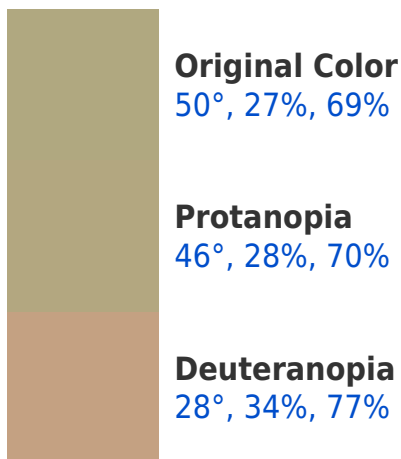 Original Color
50°, 27%, 69%
Protanopia
46°, 28%, 70%
Deuteranopia
28°, 34%, 77%